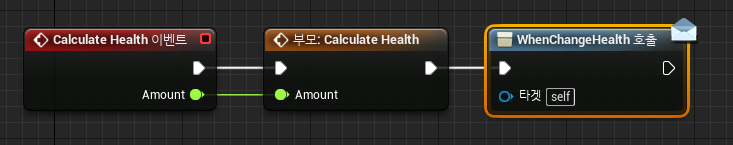 Calculate Health 이벤트
Amount
부모: Calculate Health
Amount
WhenChangeHealth 호출
타겟 self